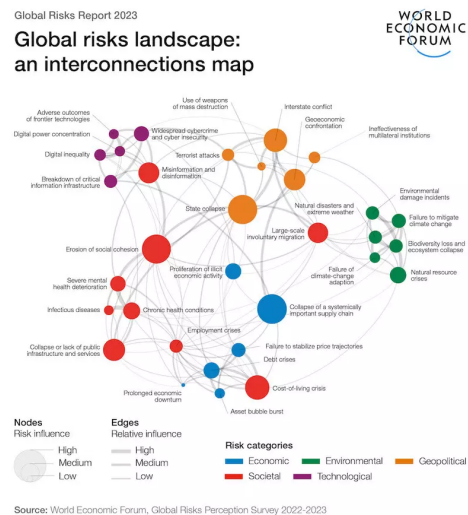 Global Risks Report 2023
WORLD
ECONOMIC
FORUM
Global risks landscape:
an interconnections map
Use of weapons
of mass destruction
Interstate conflict
Adverse outcomes
of frontier technologies
Geoeconomic
confrontation
Digital power concentration
Widespread cybercrime
and cyber insecurity
Ineffectiveness of
multilateral institutions
Digital inequality
Terrorist attacks
Misinformation and
disinformation
Breakdown of critical
information infrastructure
Environmental
damage incidents
State collapse
Natural disasters and
extreme weather
Failure to mitigate
climate change
Large-scale
involuntary migration
Erosion of social cohesion
Biodiversity loss and
ecosystem collapse
Proliferation of illicit
economic activity
Failure of
climate-change
adaption
Natural resource
crises
Severe mental
health deterioration
Infectious diseases
Chronic health conditions
Collapse of a systemically
important supply chain
Employment crises
Collapse or lack of public
infrastructure and services
Failure to stabilize price trajectories
Debt crises
Prolonged economic
downturn
Cost-of-living crisis
Asset bubble burst
Nodes
Risk influence
High
Medium
Low
Edges
Relative influence
High
Medium
Low
Risk categories
Economic
Environmental
Geopolitical
Societal
Technological
Source: World Economic Forum, Global Risks Perception Survey 2022-2023